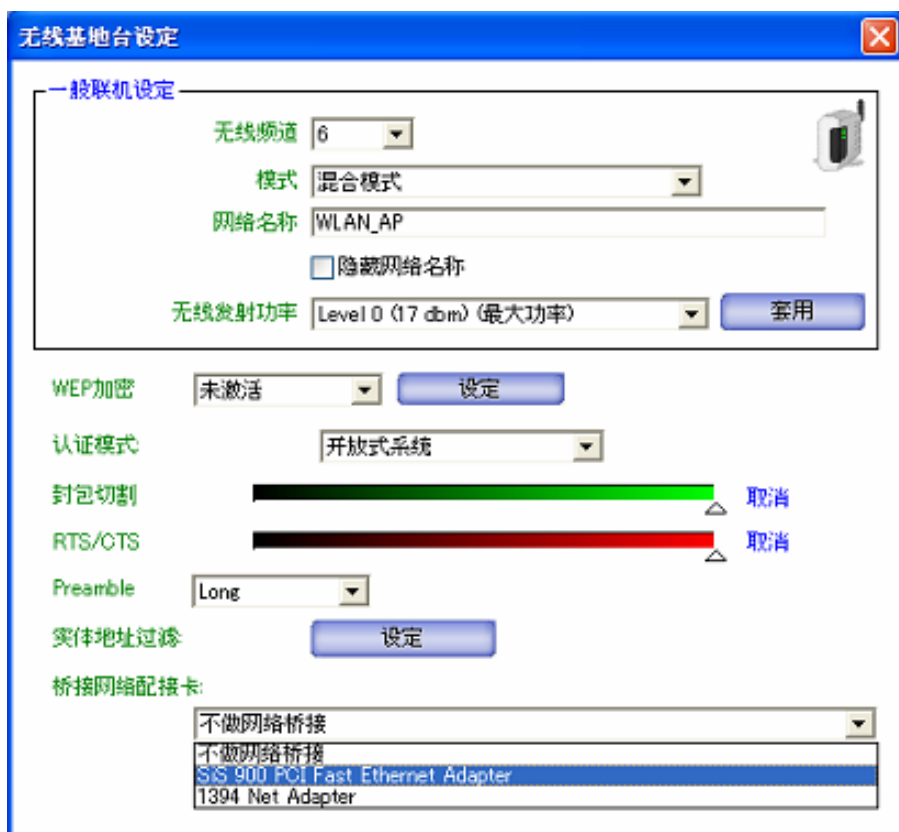 无线基地台设定
一般联机设定
无线频道 6
模式 混合模式
网络名称 WLAN_AP
隐藏网络名称
无线发射功率 Level 0 (17 dbm) (最大功率) 套用
WEP加密 未激活 设定
认证模式: 开放式系统
封包切割 取消
RTS/CTS 取消
Preamble Long
实体地址过滤: 设定
桥接网络配接卡:
不做网络桥接
不做网络桥接
SiS 900 PCI Fast Ethernet Adapter
1394 Net Adapter